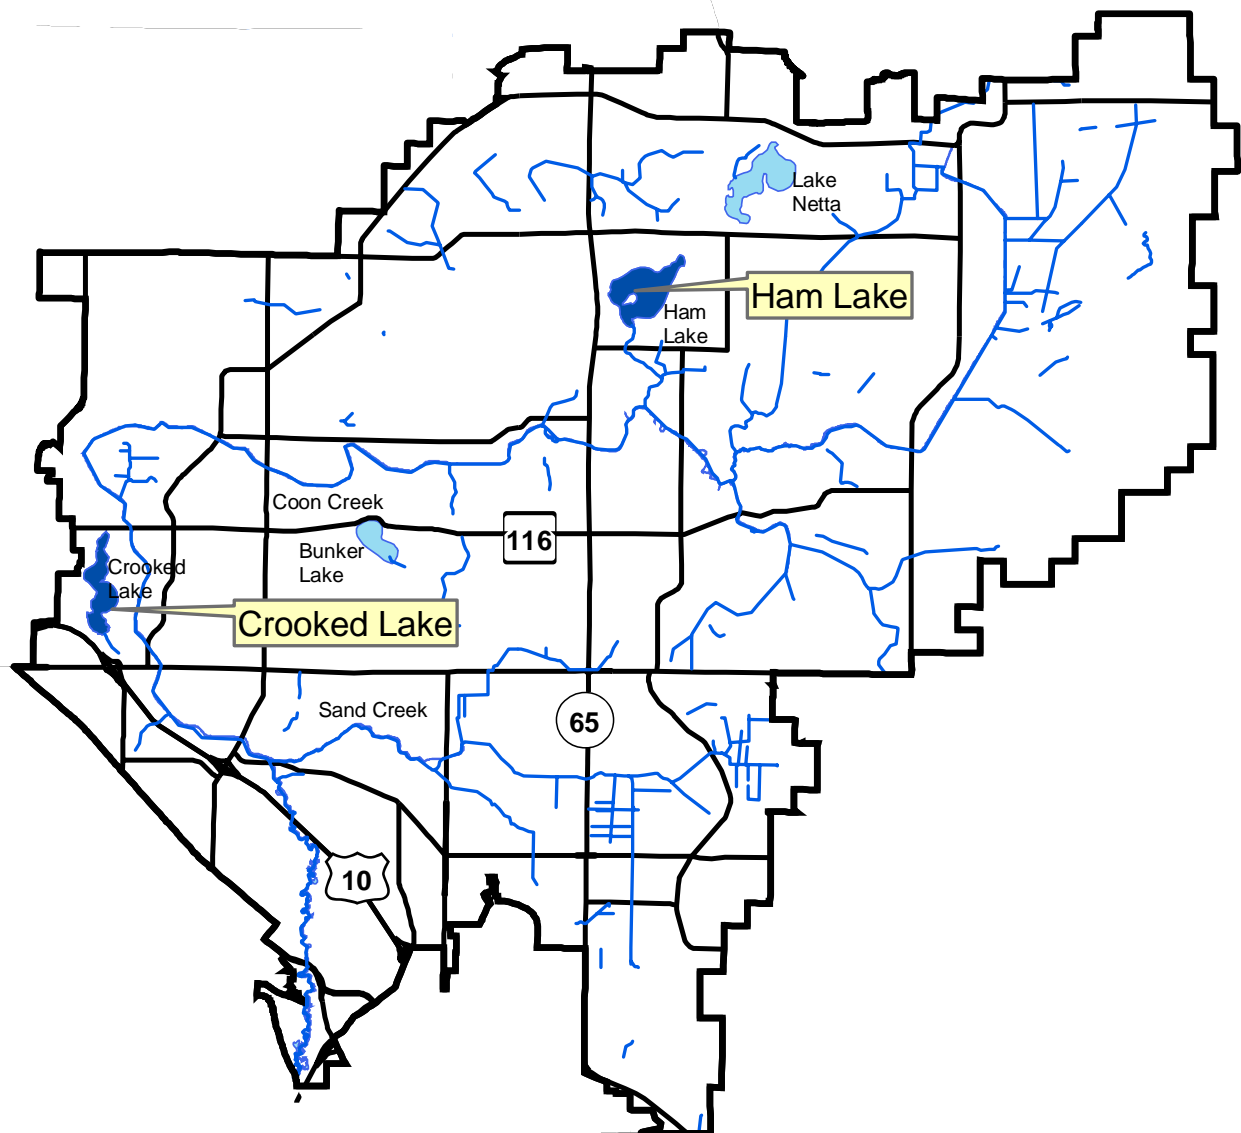 Lake
Netta
Ham Lake
Ham
Lake
Coon Creek
116
Bunker
Lake
Crooked
Lake
Crooked Lake
Sand Creek
65
10